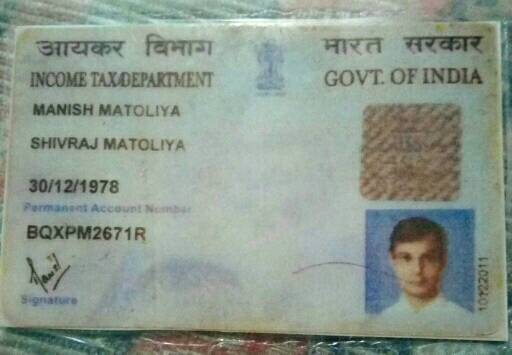 आयकर विभाग
भारत सरकार
INCOME TAX DEPARTMENT
GOVT. OF INDIA
MANISH MATOLIYA
SHIVRAJ MATOLIYA
30/12/1978
Permanent Account Number
BQXPM2671R
Signature
10122011